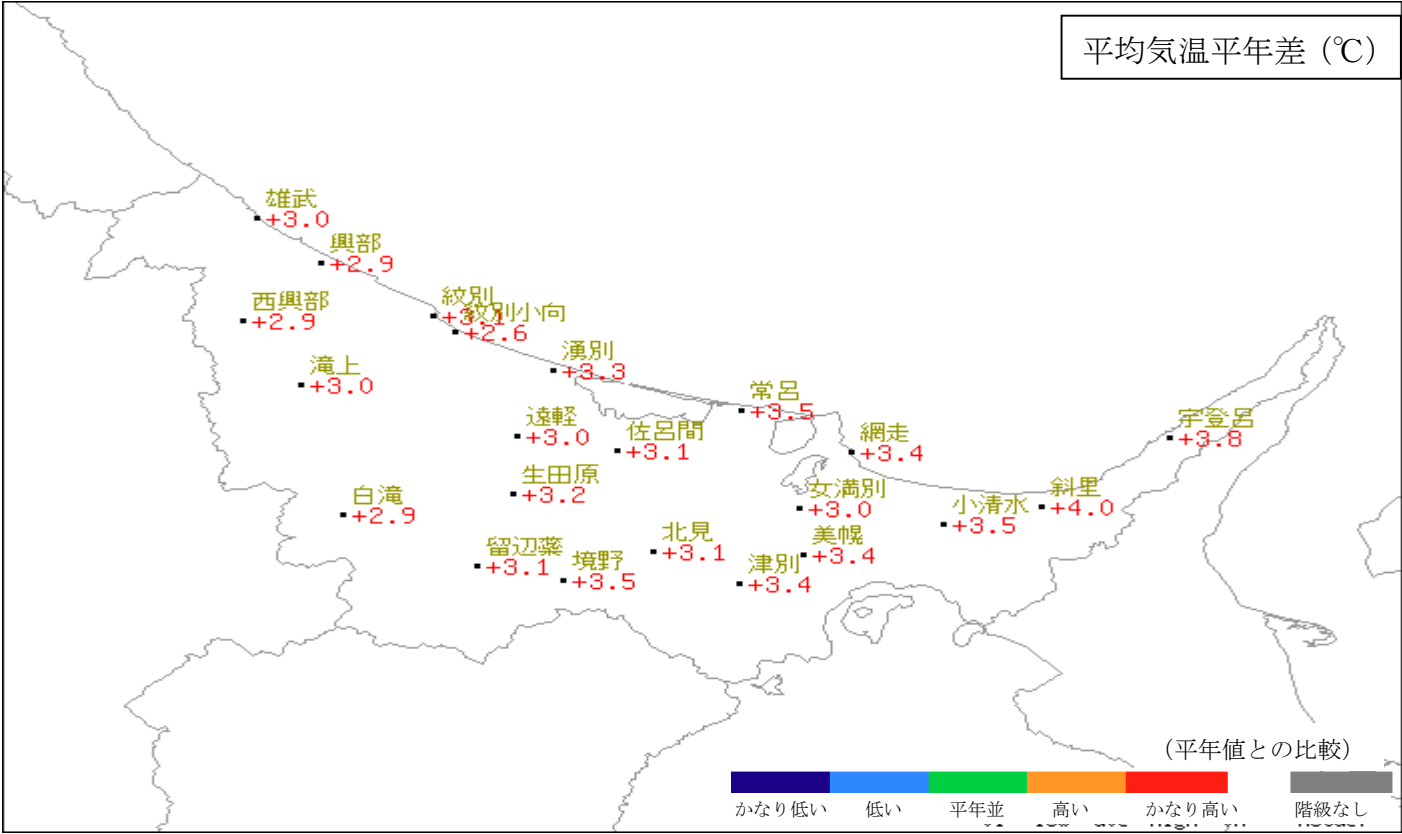 平均気温平年差（℃）
雄武
+3.0
興部
+2.9
西興部
+2.9
紋別
+3.1
紋別小向
+2.6
湧別
+3.3
滝上
+3.0
常呂
+3.5
遠軽
+3.0
佐呂間
+3.1
網走
+3.4
宇登呂
+3.8
生田原
+3.2
白滝
+2.9
女満別
+3.0
小清水
+3.5
斜里
+4.0
留辺蘂
+3.1
境野
+3.5
北見
+3.1
美幌
+3.4
津別
+3.4
（平年値との比較）
かなり低い 低い 平年並 高い かなり高い 階級なし